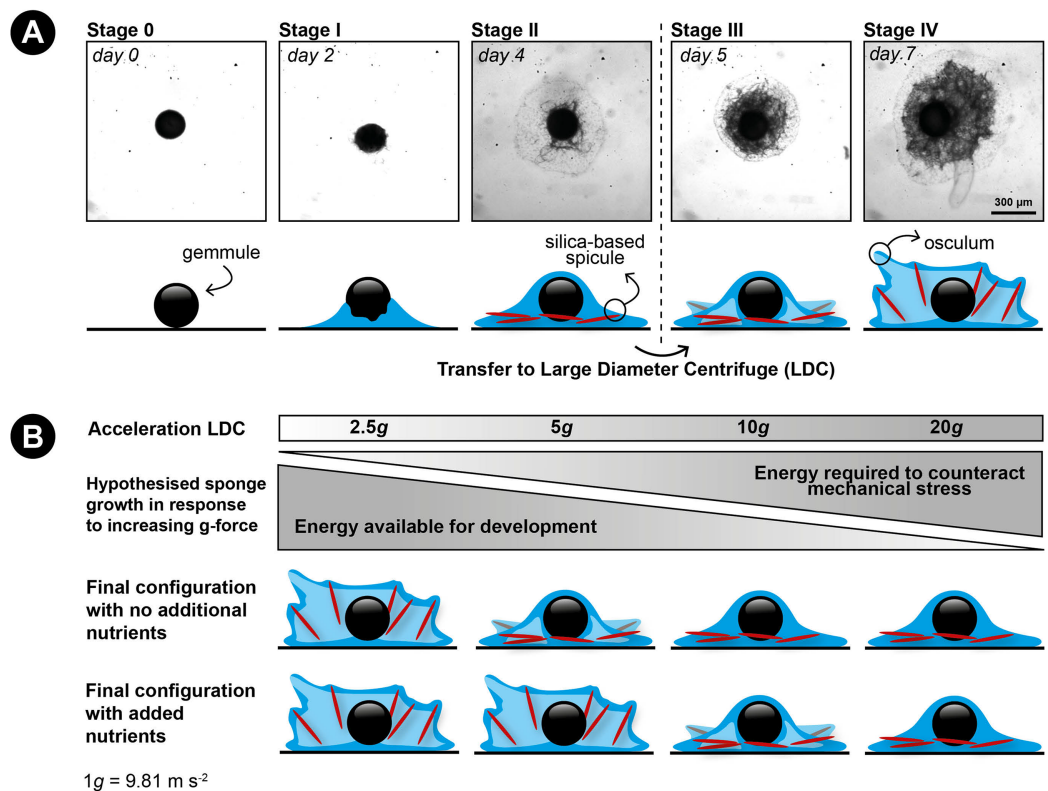 A
Stage 0
Stage I
Stage II
Stage III
Stage IV
day 0
day 2
day 4
day 5
day 7
300 µm
gemmule
silica-based
spicule
osculum
Transfer to Large Diameter Centrifuge (LDC)
B
Acceleration LDC
2.5g
5g
10g
20g
Hypothesised sponge
growth in response
to increasing g-force
Energy required to counteract
mechanical stress
Energy available for development
Final configuration
with no additional
nutrients
Final configuration
with added
nutrients
1g = 9.81 m s⁻²